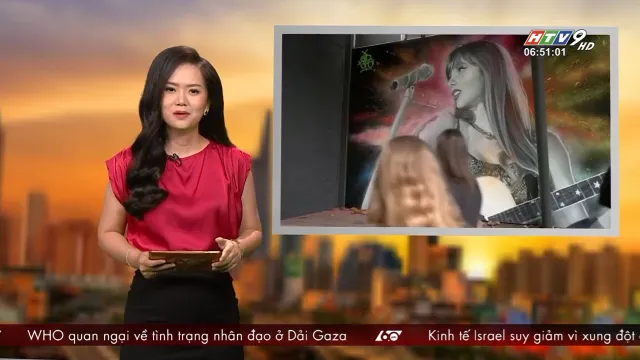 HTV9 HD
06:51:01
WHO quan ngại về tình trạng nhân đạo ở Dải Gaza
60
Kinh tế Israel suy giảm vì xung đột